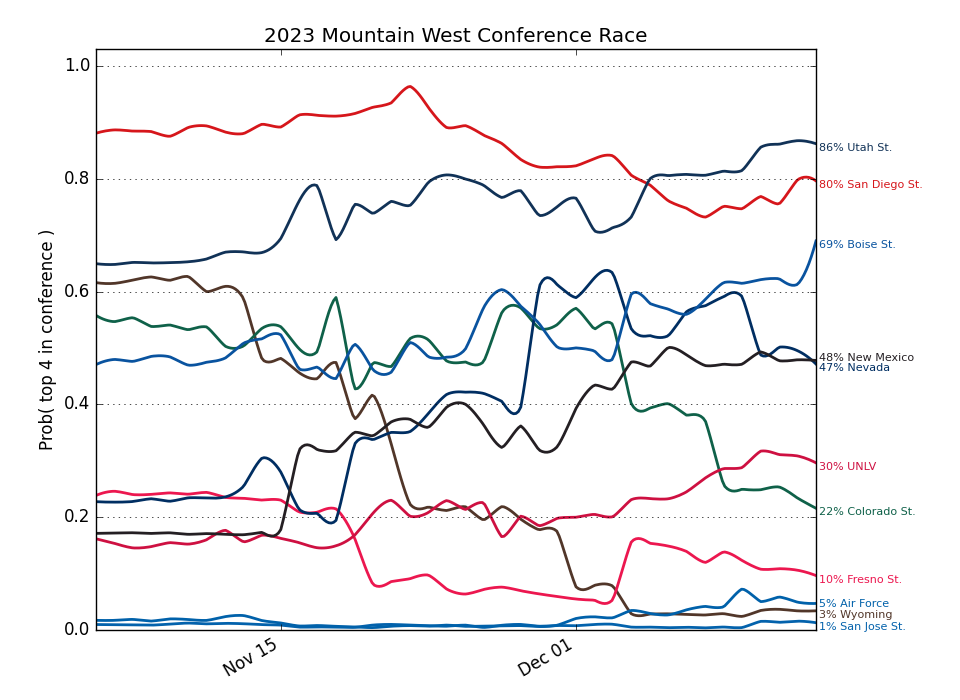 2023 Mountain West Conference Race
Prob( top 4 in conference )
1.0
0.8
0.6
0.4
0.2
0.0
Nov 15
Dec 01
86% Utah St.
80% San Diego St.
69% Boise St.
48% New Mexico
47% Nevada
30% UNLV
22% Colorado St.
10% Fresno St.
5% Air Force
3% Wyoming
1% San Jose St.